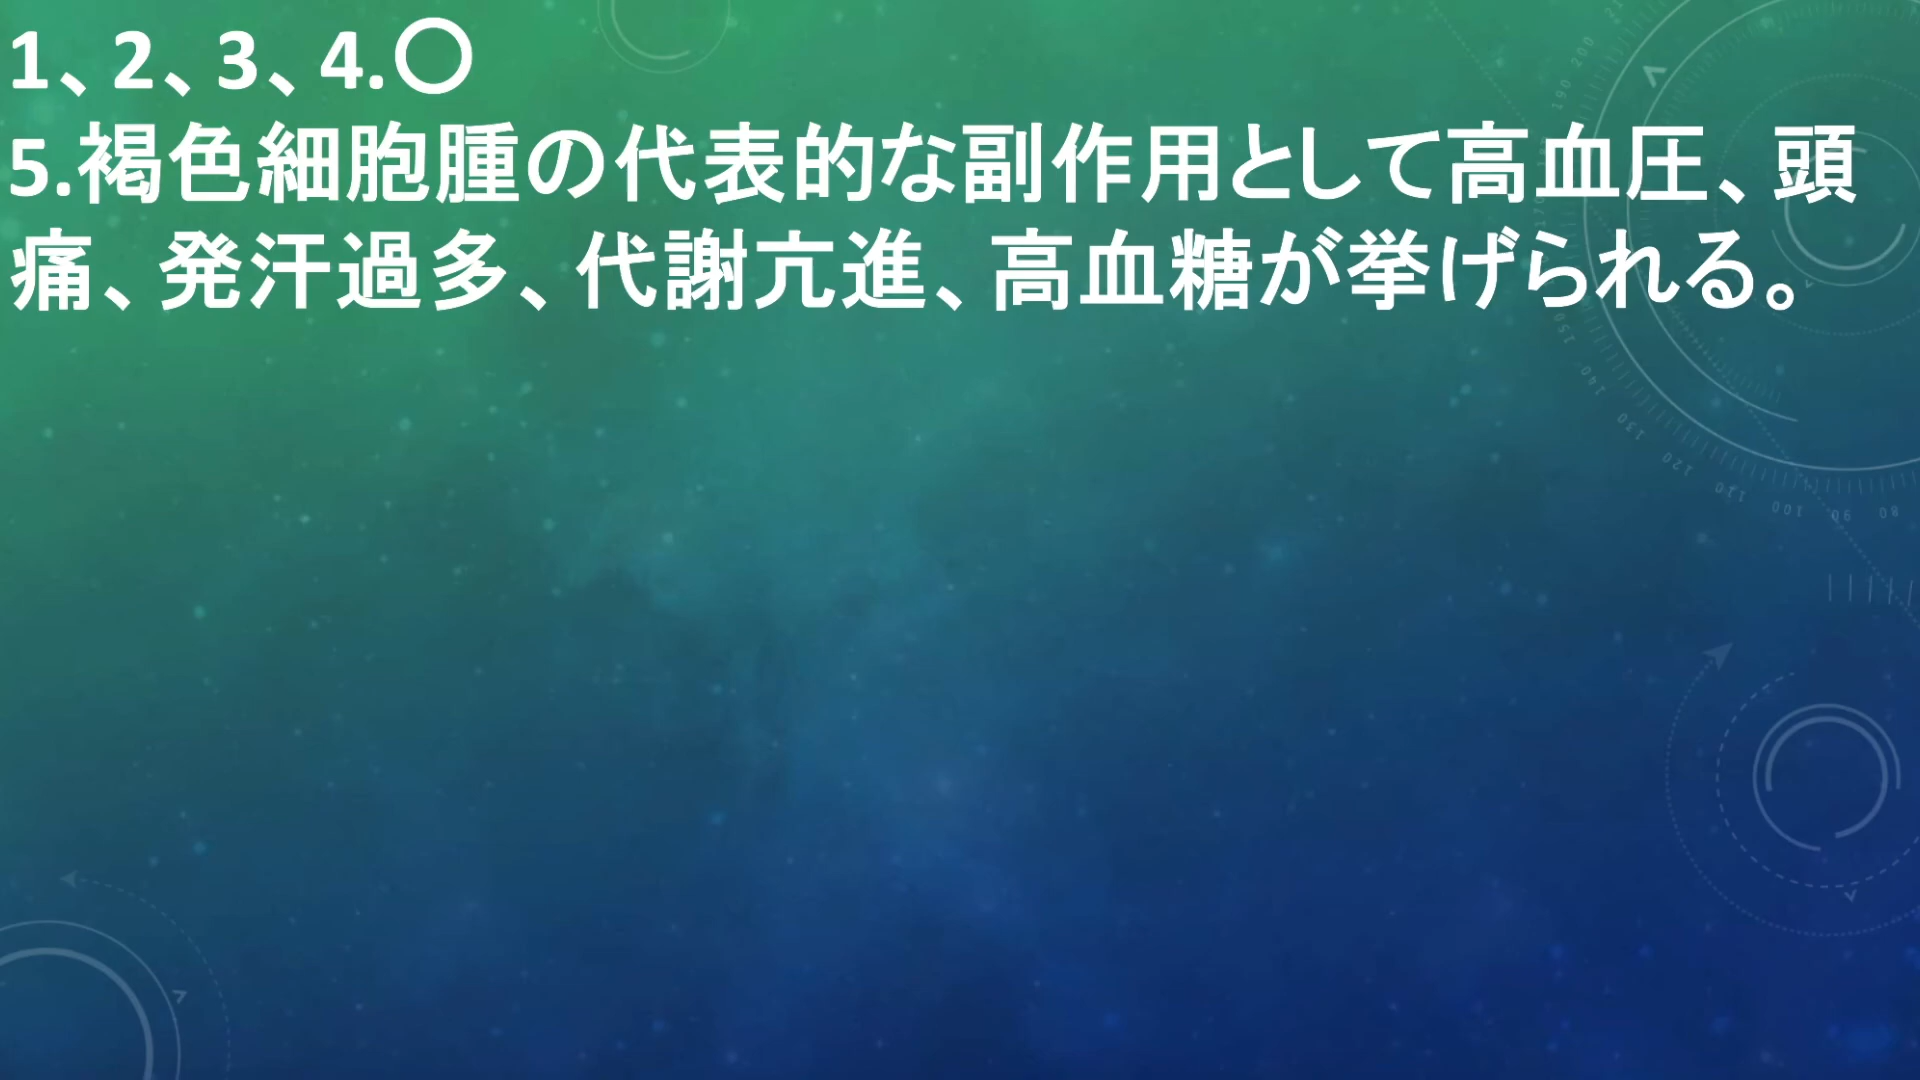 1、2、3、4.〇
5.褐色細胞腫の代表的な副作用として高血圧、頭
痛、発汗過多、代謝亢進、高血糖が挙げられる。